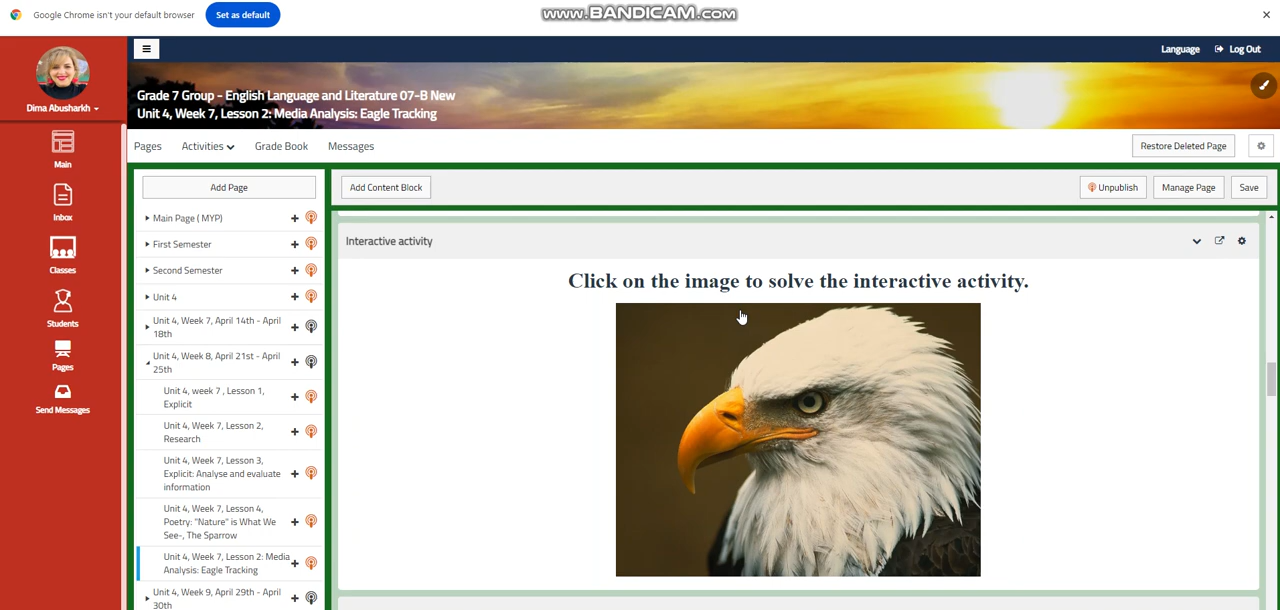 Google Chrome isn't your default browser
Set as default
www.BANDICAM.com
Language
Log Out
Dima Abusharkh
Grade 7 Group - English Language and Literature 07-B New
Unit 4, Week 7, Lesson 2: Media Analysis: Eagle Tracking
Pages
Activities
Grade Book
Messages
Restore Deleted Page
Main
Inbox
Classes
Students
Pages
Send Messages
Add Page
Main Page ( MYP)
First Semester
Second Semester
Unit 4
Unit 4, Week 7, April 14th - April
18th
Unit 4, Week 8, April 21st - April
25th
Unit 4, week 7 , Lesson 1,
Explicit
Unit 4, Week 7, Lesson 2,
Research
Unit 4, Week 7, Lesson 3,
Explicit: Analyse and evaluate
information
Unit 4, Week 7, Lesson 4,
Poetry: "Nature" is What We
See-, The Sparrow
Unit 4, Week 7, Lesson 2: Media
Analysis: Eagle Tracking
Unit 4, Week 9, April 29th - April
30th
Add Content Block
Unpublish
Manage Page
Save
Interactive activity
Click on the image to solve the interactive activity.